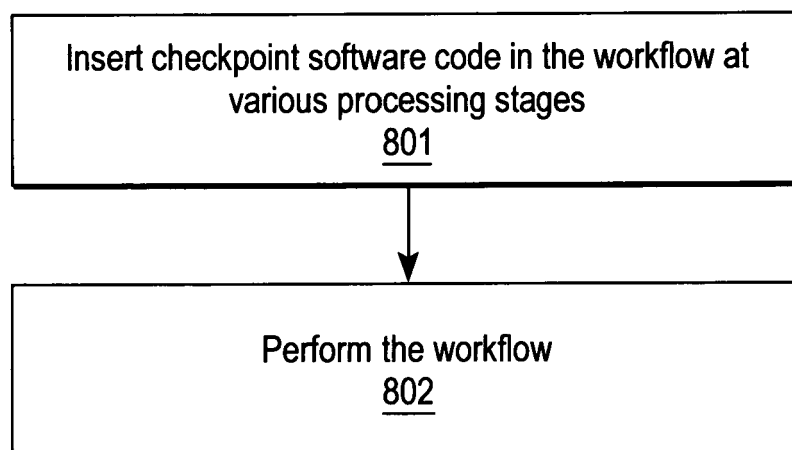 Insert checkpoint software code in the workflow at
various processing stages
801
Perform the workflow
802